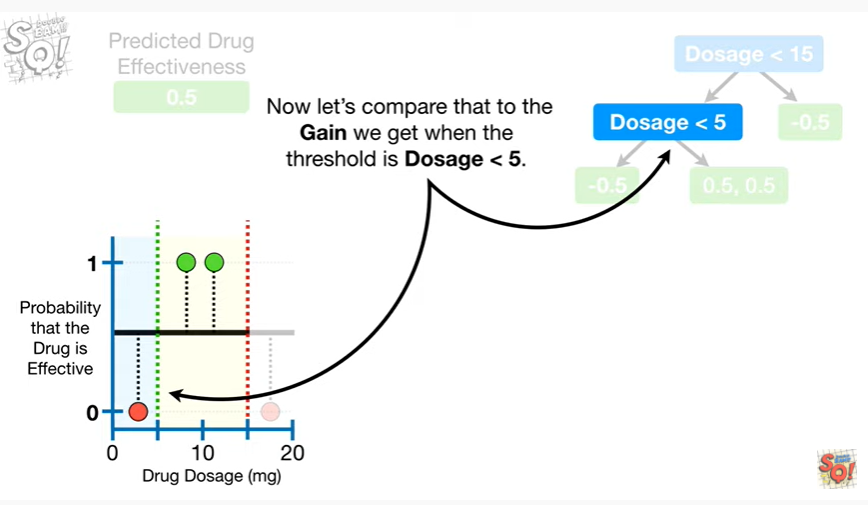 Predicted Drug
Effectiveness
0.5
Now let's compare that to the
Gain we get when the
threshold is Dosage < 5.
Dosage < 15
Dosage < 5
-0.5
-0.5
0.5, 0.5
1
Probability
that the
Drug is
Effective
0
0
10
20
Drug Dosage (mg)
SQ!
SQ!